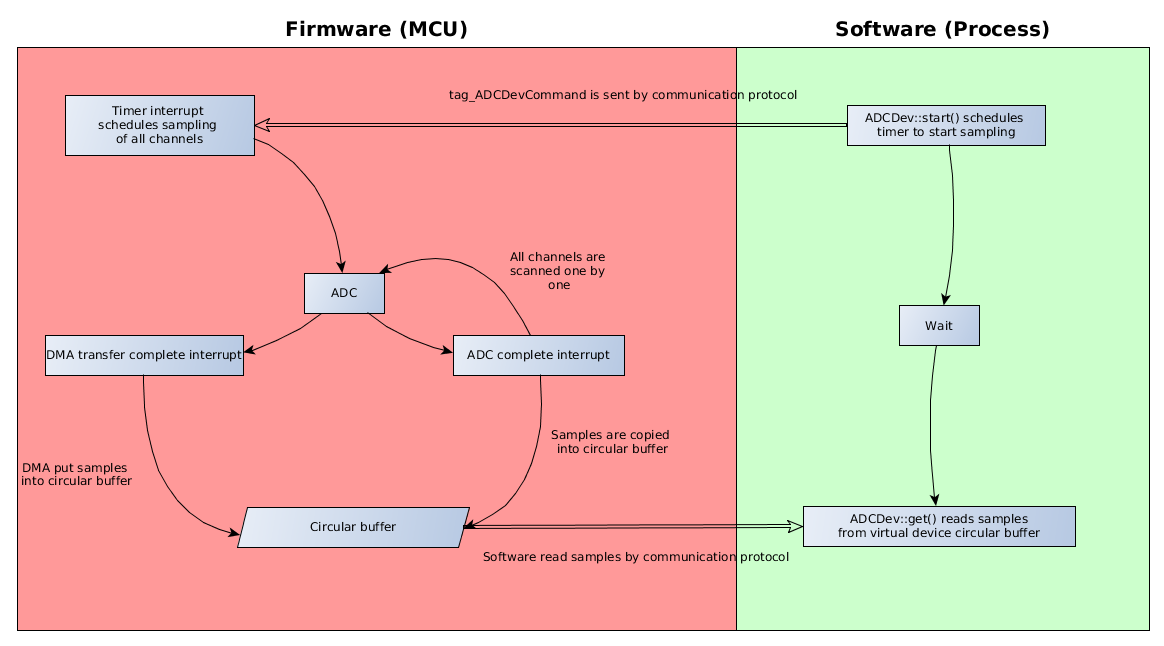 Firmware (MCU)
Software (Process)
tag_ADCDevCommand is sent by communication protocol
Timer interrupt
schedules sampling
of all channels
ADCDev::start() schedules
timer to start sampling
All channels are
scanned one by
one
ADC
Wait
DMA transfer complete interrupt
ADC complete interrupt
Samples are copied
into circular buffer
DMA put samples
into circular buffer
Circular buffer
ADCDev::get() reads samples
from virtual device circular buffer
Software read samples by communication protocol